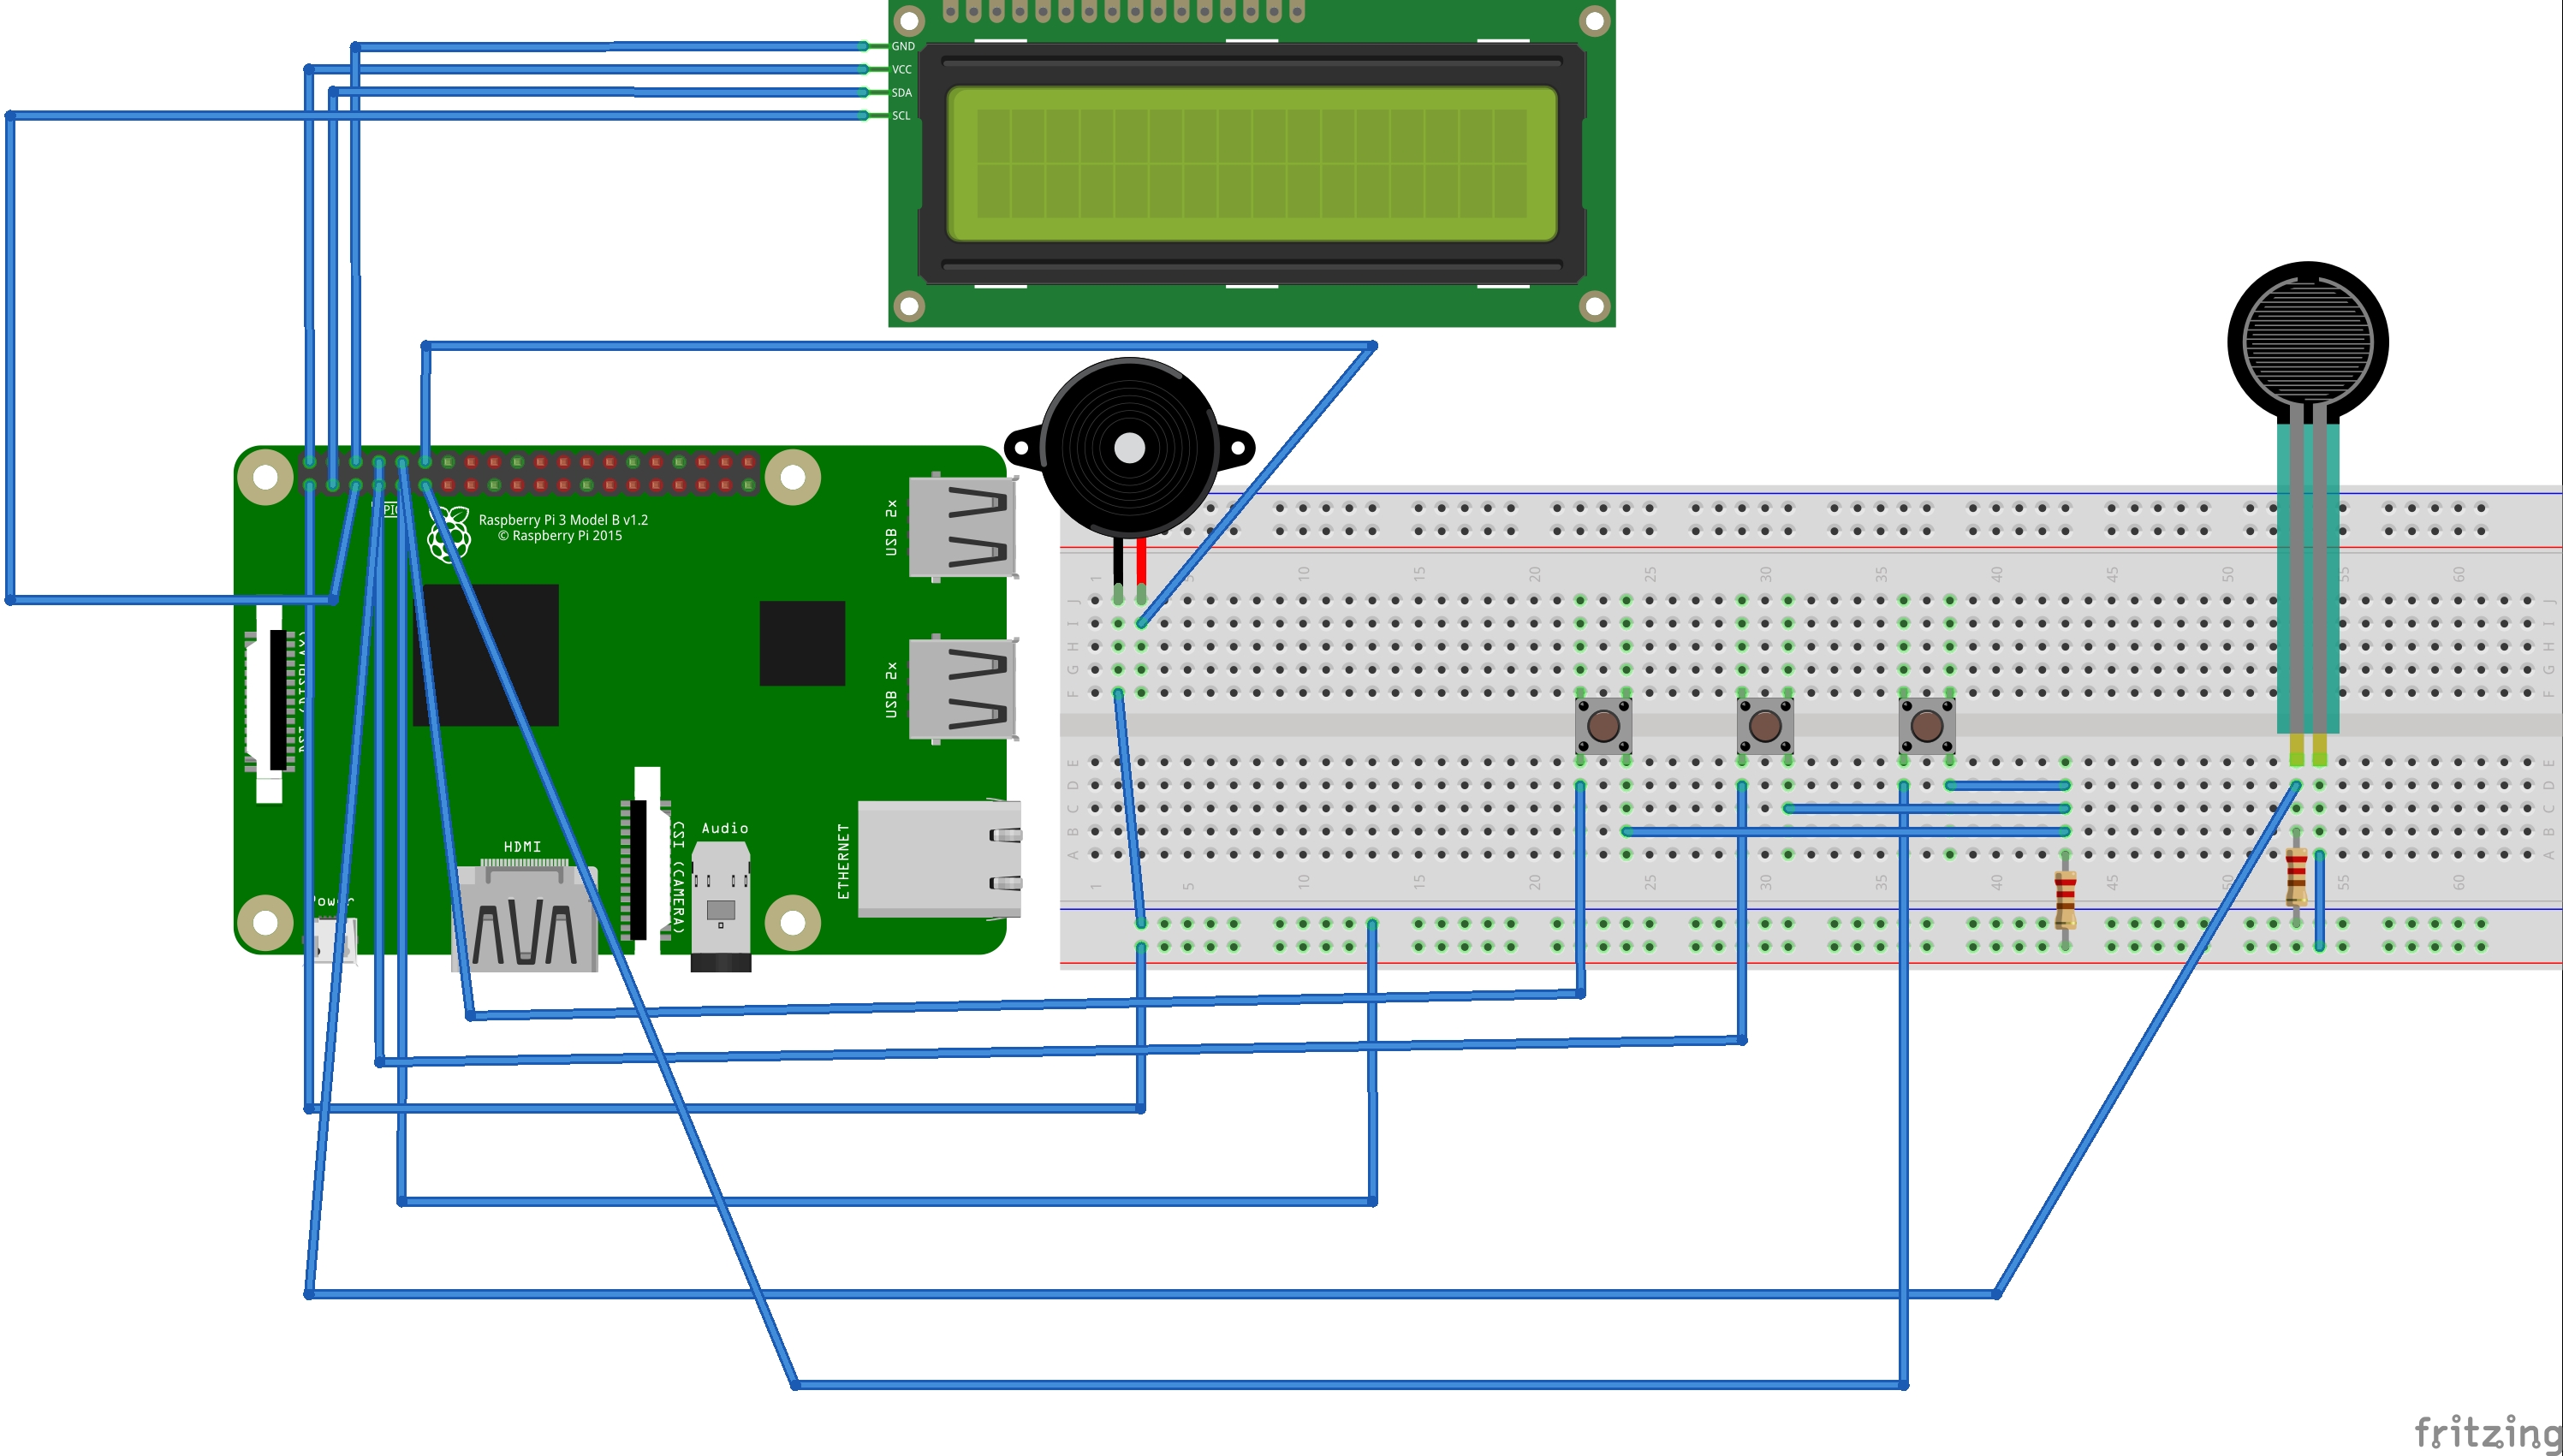 GND
VCC
SDA
SCL
GPIO
Raspberry Pi 3 Model B v1.2
© Raspberry Pi 2015
USB 2x
USB 2x
DSI (DISPLAY)
Power
HDMI
CSI (CAMERA)
Audio
ETHERNET
1 5 10 15 20 25 30 35 40 45 50 55 60
J J
I I
H H
G G
F F
E E
D D
C C
B B
A A
1 5 10 15 20 25 30 35 40 45 50 55 60
fritzing